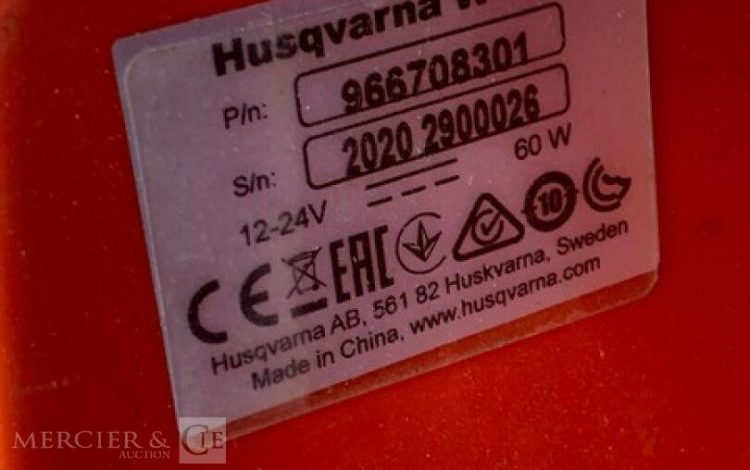 Husqvarna
P/n: 966708301
S/n: 2020 2900026
12-24V 60 W
CE EAC 10
Husqvarna AB, 561 82 Huskvarna, Sweden
Made in China, www.husqvarna.com
MERCIER & CIE
AUCTION